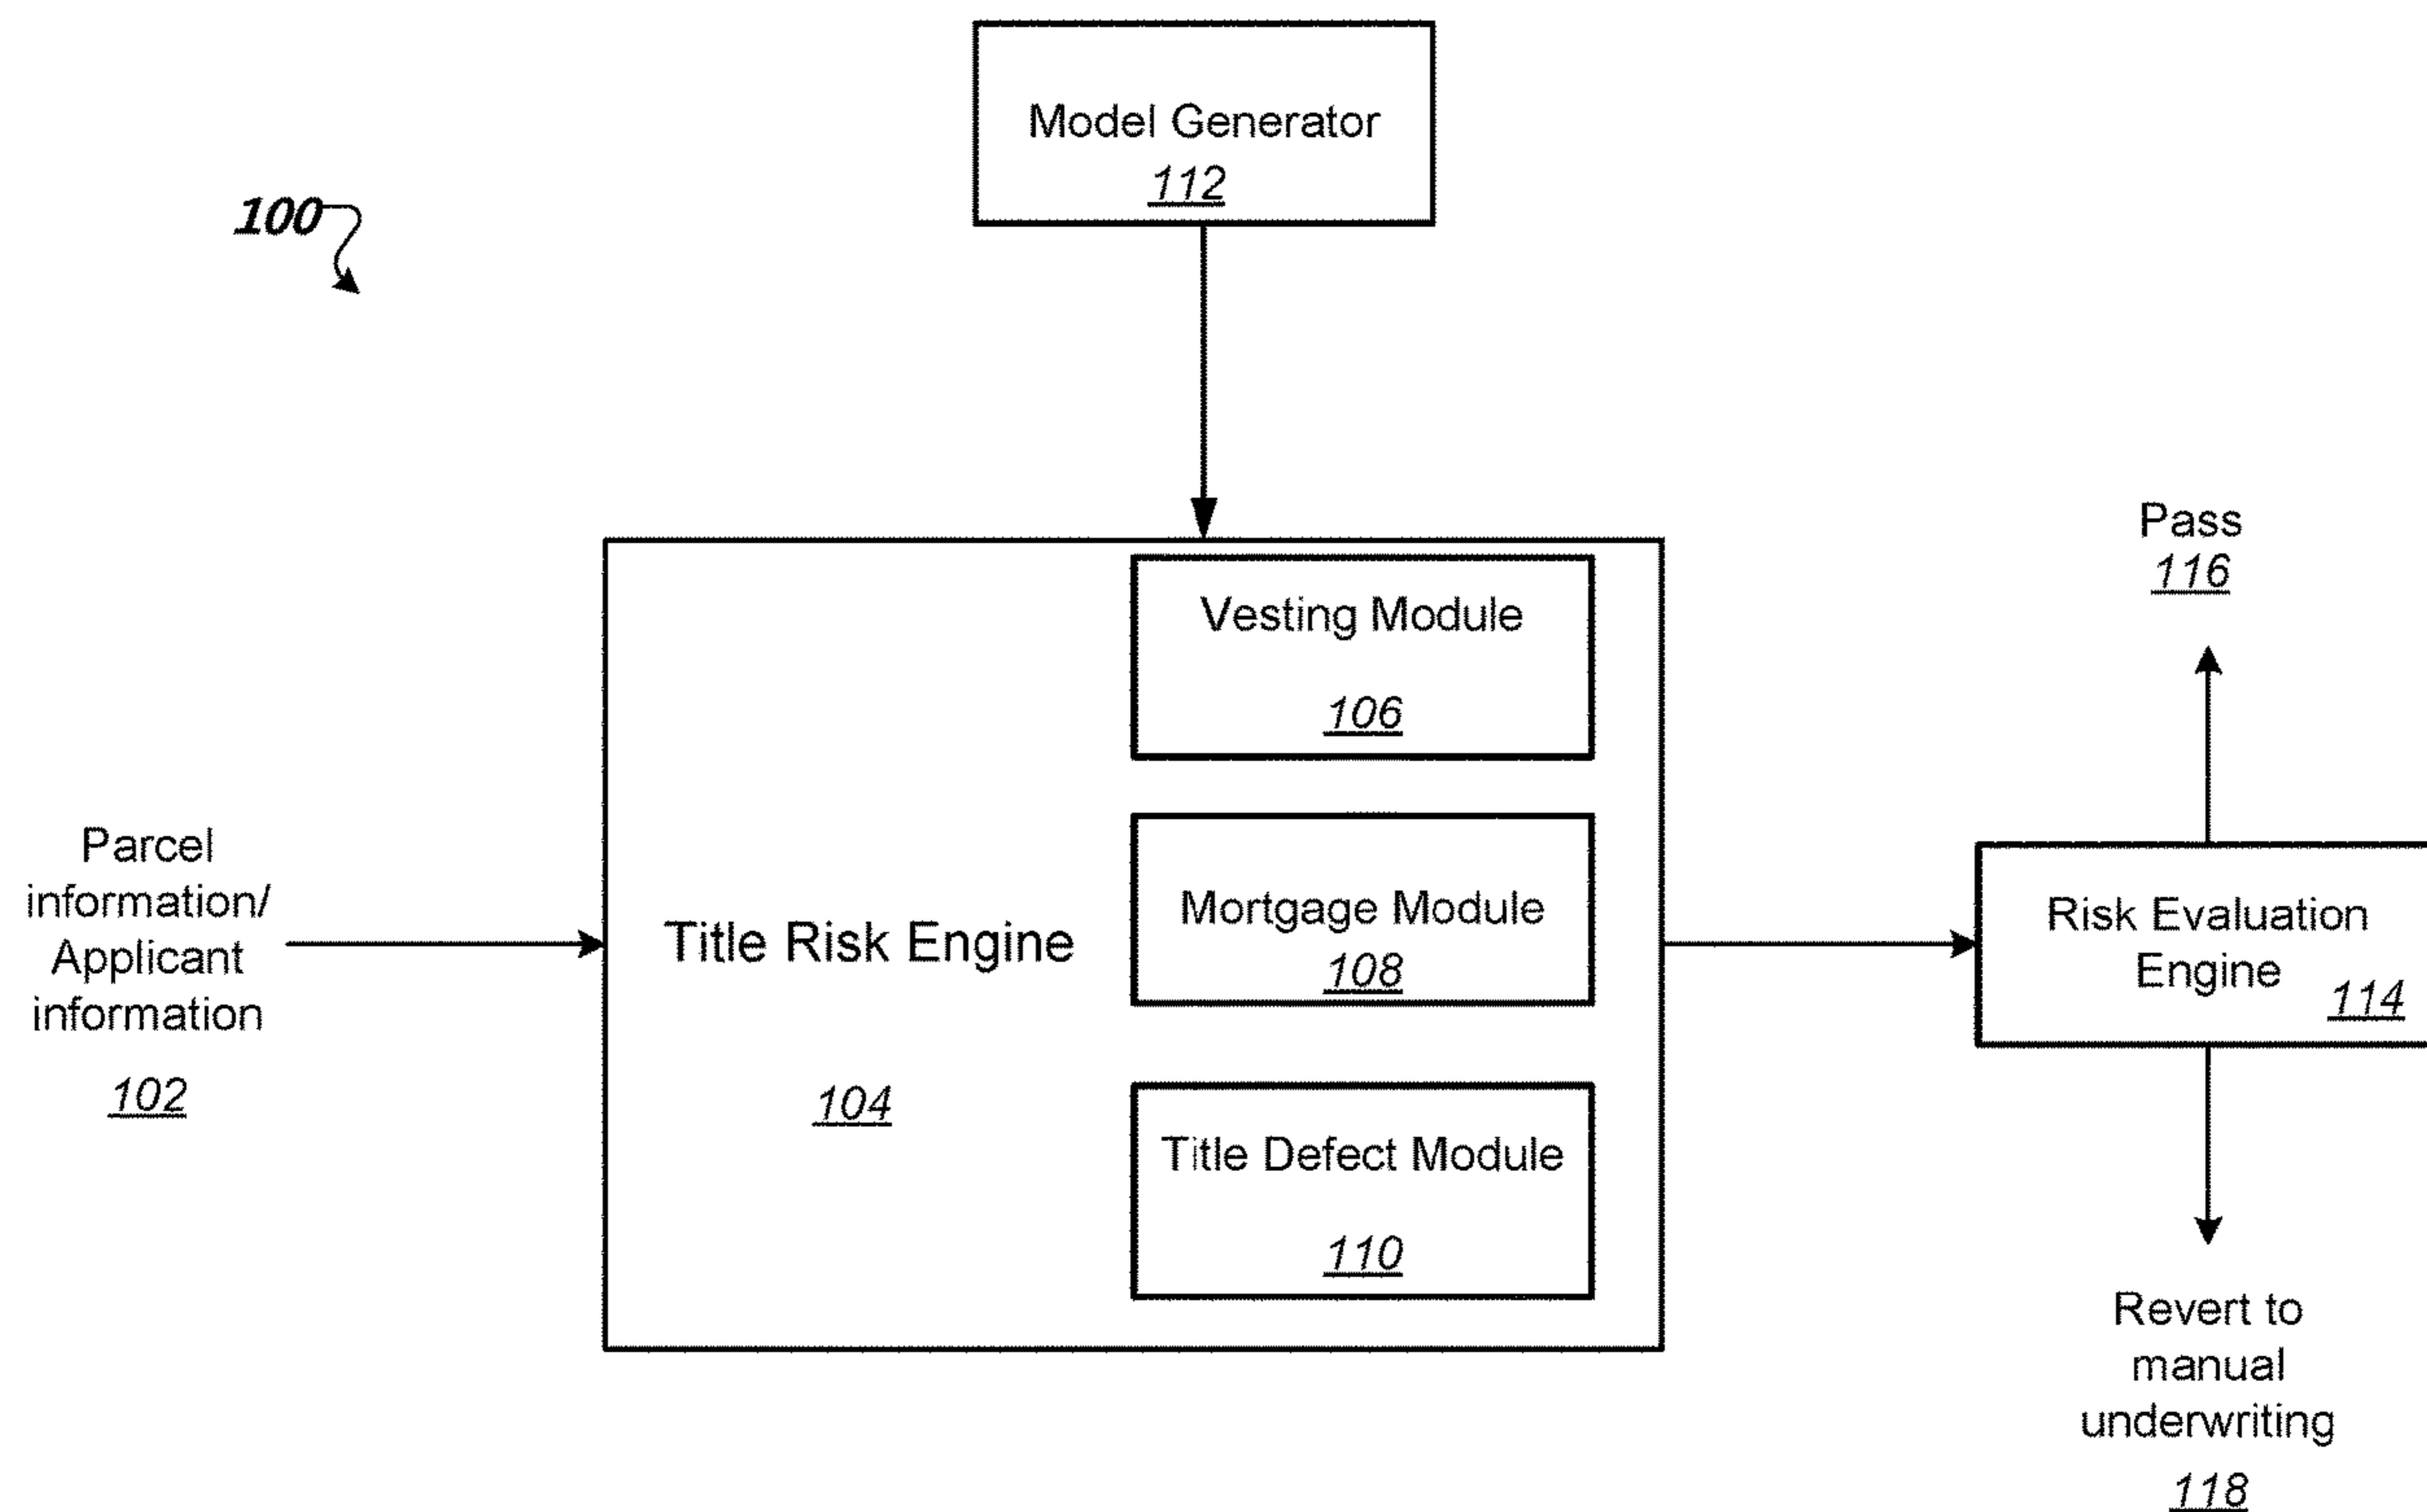 Model Generator
112
100
Vesting Module
106
Parcel
information/
Applicant
information
102
Title Risk Engine
104
Mortgage Module
108
Title Defect Module
110
Pass
116
Risk Evaluation
Engine
114
Revert to
manual
underwriting
118